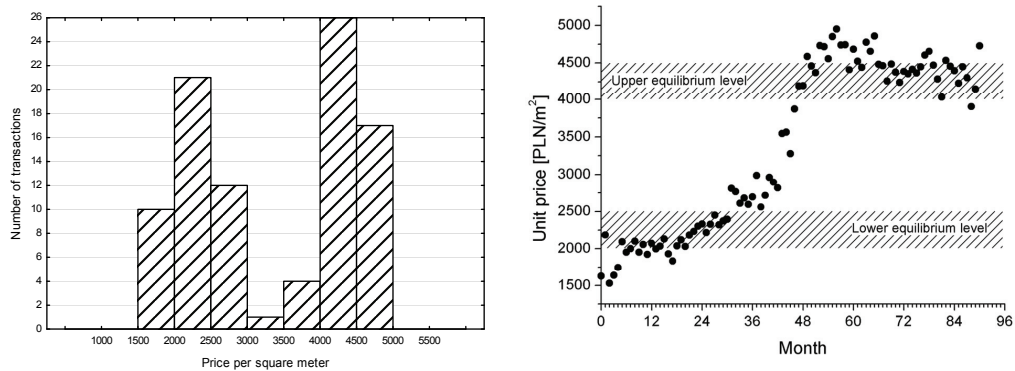 Number of transactions
26
24
22
20
18
16
14
12
10
8
6
4
2
0
1000 1500 2000 2500 3000 3500 4000 4500 5000 5500
Price per square meter
Unit price [PLN/m²]
5000
4500
4000
3500
3000
2500
2000
1500
Upper equilibrium level
Lower equilibrium level
0 12 24 36 48 60 72 84 96
Month